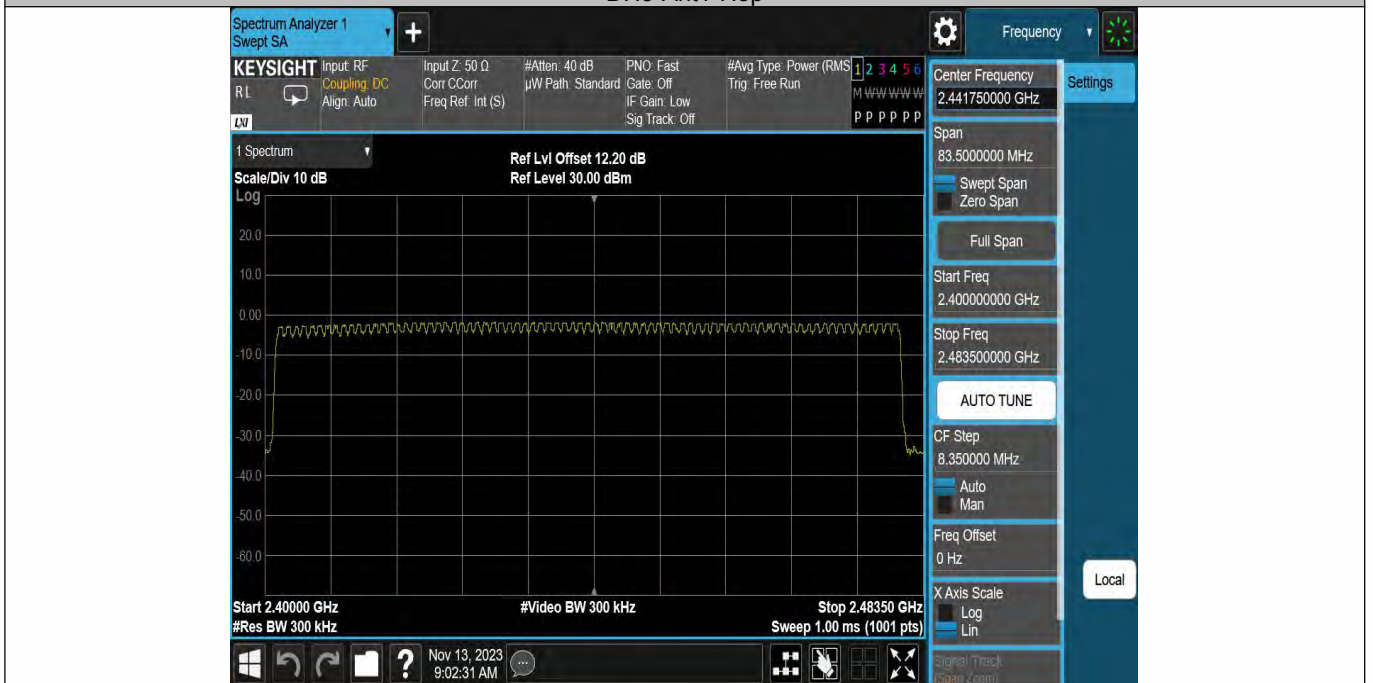 Spectrum Analyzer 1
Swept SA
+
Frequency
KEYSIGHT
RL
LXI
Input: RF
Coupling: DC
Align: Auto
Input Z: 50 Ω
Corr CCorr
Freq Ref: Int (S)
#Atten: 40 dB
µW Path: Standard
PNO: Fast
Gate: Off
IF Gain: Low
Sig Track: Off
#Avg Type: Power (RMS
Trig: Free Run
1 2 3 4 5 6
M W W W W W
P P P P P P
1 Spectrum
Scale/Div 10 dB
Ref Lvl Offset 12.20 dB
Ref Level 30.00 dBm
Log
20.0
10.0
0.00
-10.0
-20.0
-30.0
-40.0
-50.0
-60.0
Start 2.40000 GHz
#Res BW 300 kHz
#Video BW 300 kHz
Stop 2.48350 GHz
Sweep 1.00 ms (1001 pts)
Center Frequency
2.441750000 GHz
Settings
Span
83.5000000 MHz
Swept Span
Zero Span
Full Span
Start Freq
2.400000000 GHz
Stop Freq
2.483500000 GHz
AUTO TUNE
CF Step
8.350000 MHz
Auto
Man
Freq Offset
0 Hz
X Axis Scale
Log
Lin
Local
Signal Track
(Span Zoom)
?
Nov 13, 2023
9:02:31 AM